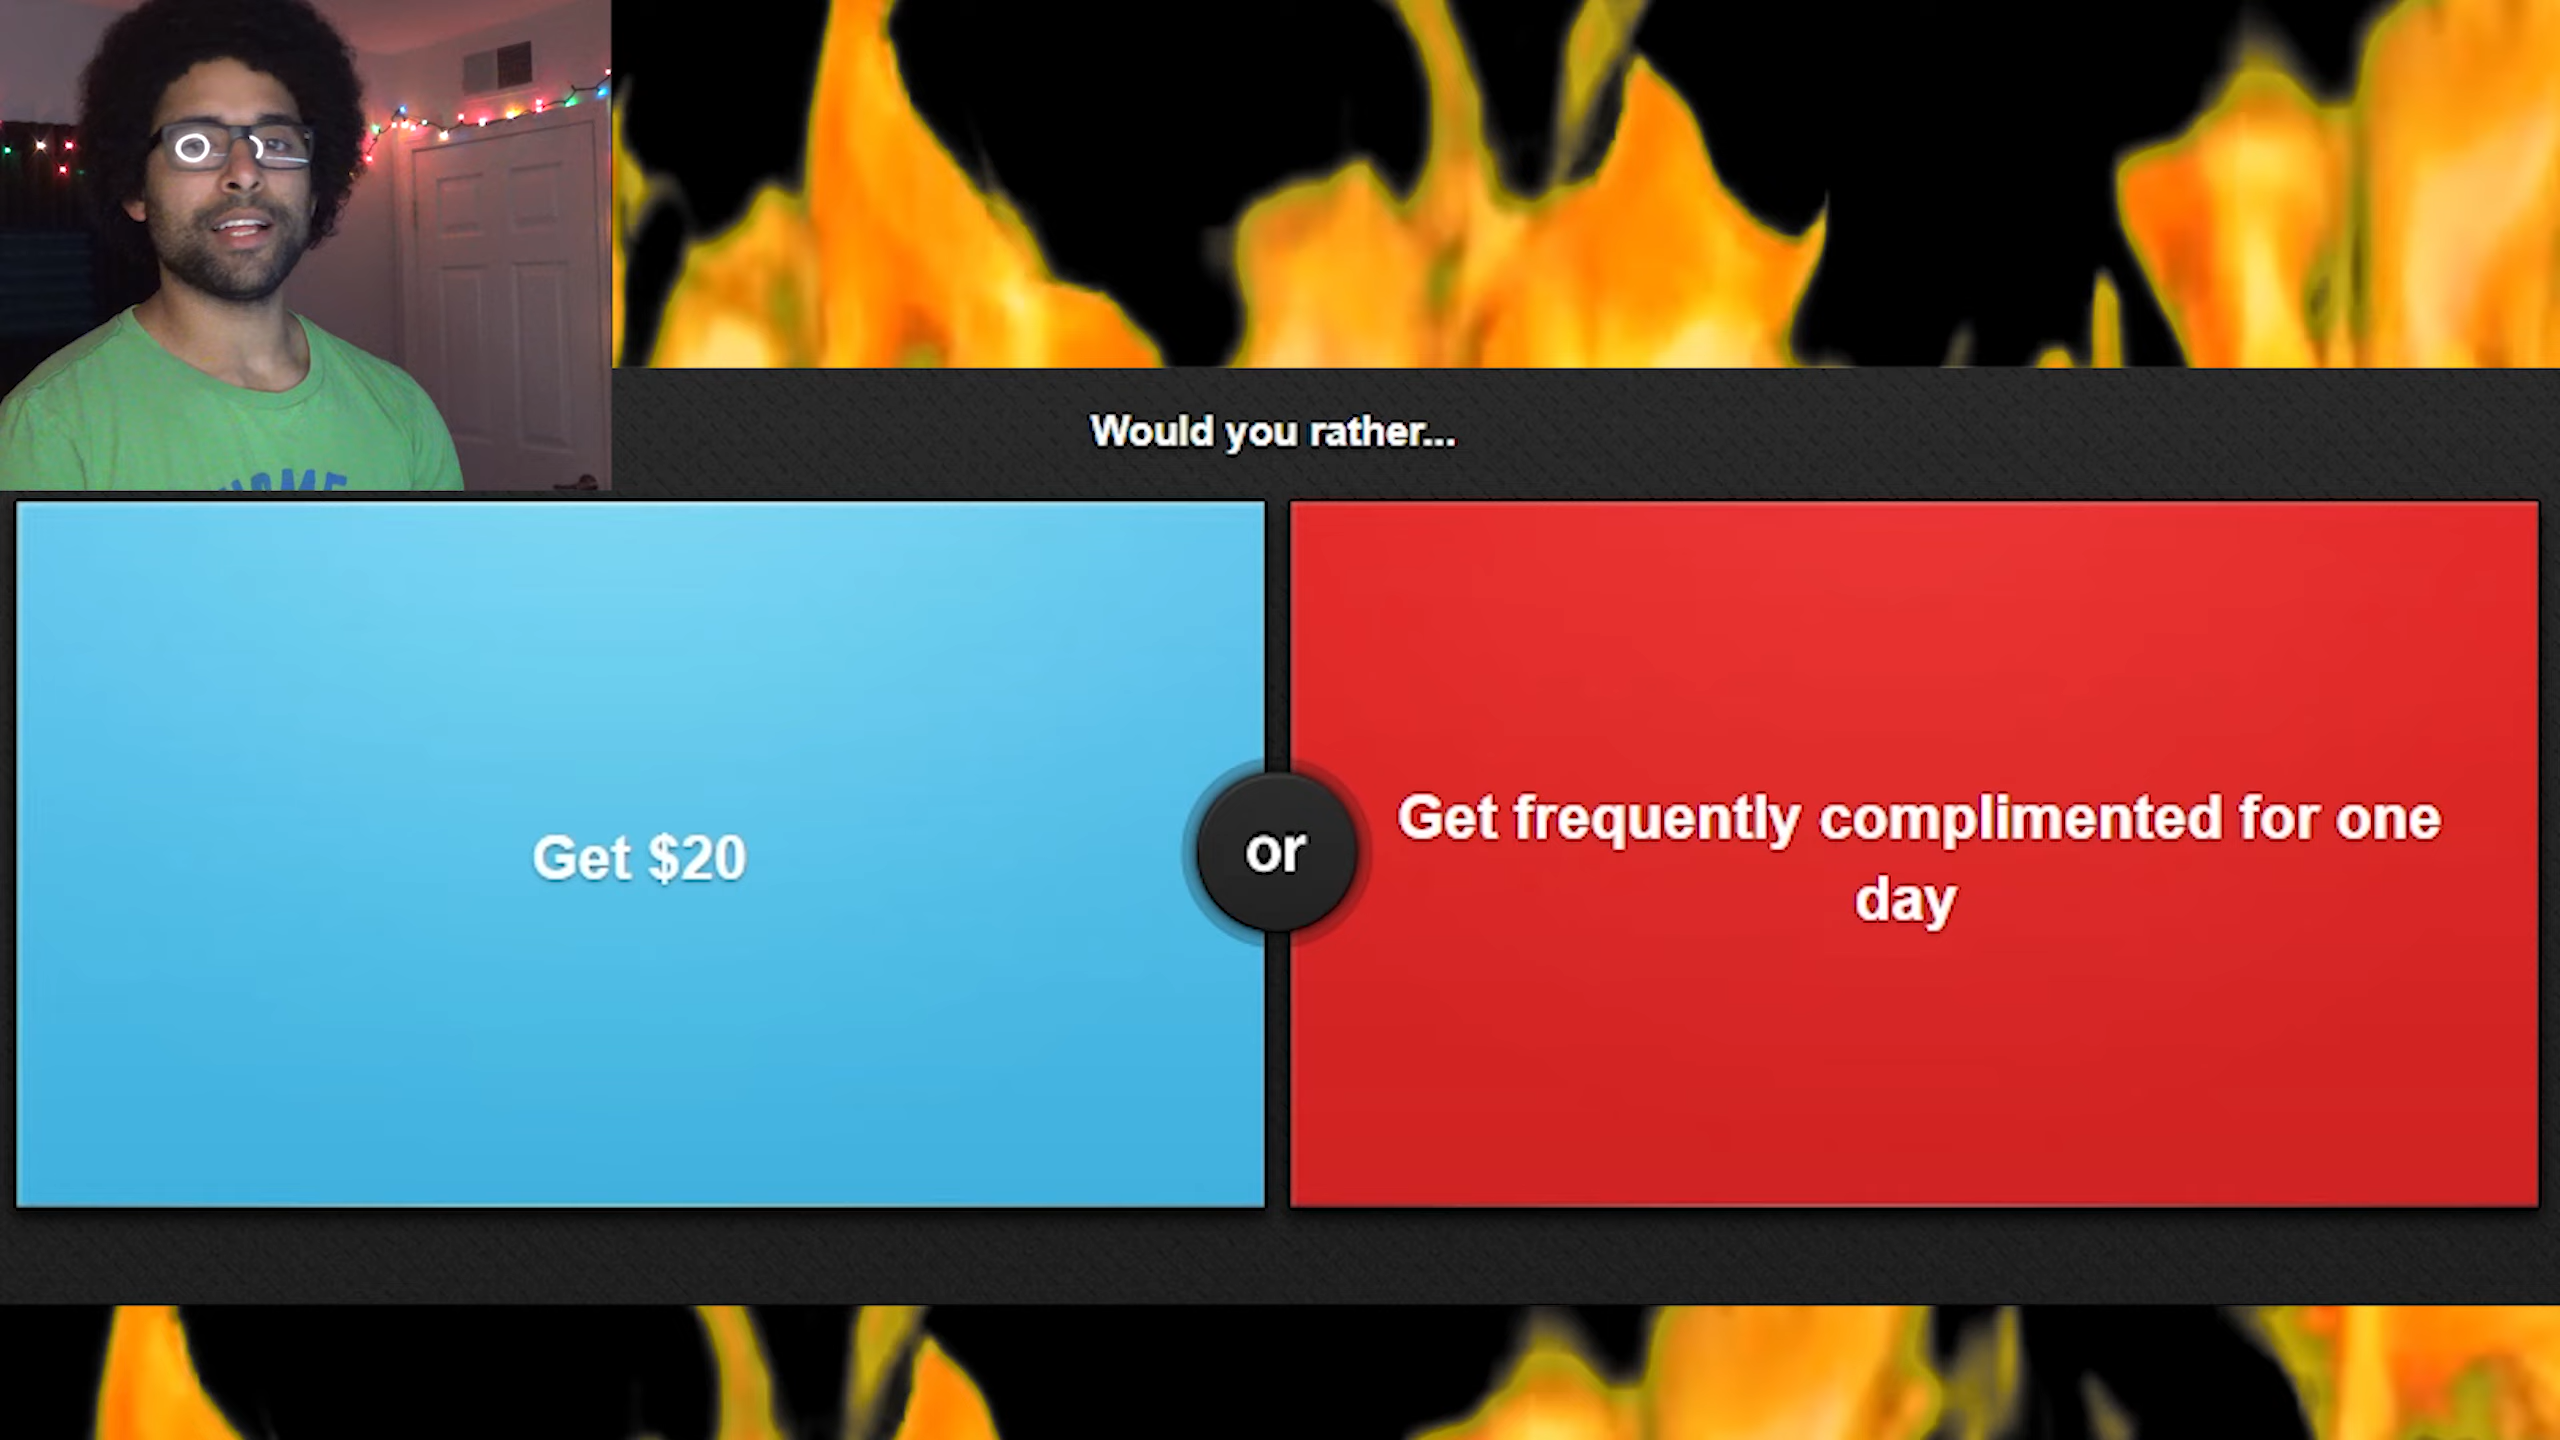 Would you rather...
Get $20
or
Get frequently complimented for one
day